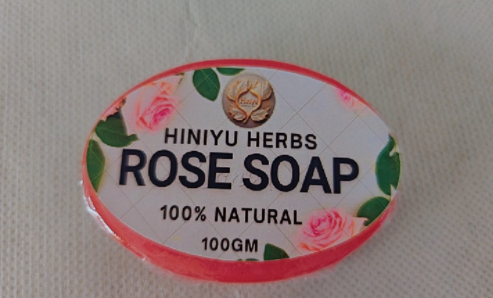 HINIYU HERBS
ROSE SOAP
100% NATURAL
100GM